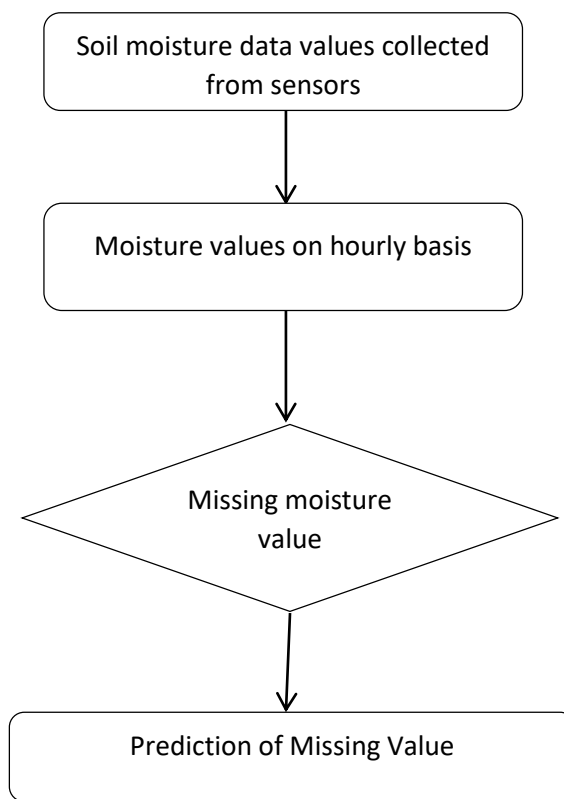 Soil moisture data values collected
from sensors
Moisture values on hourly basis
Missing moisture
value
Prediction of Missing Value